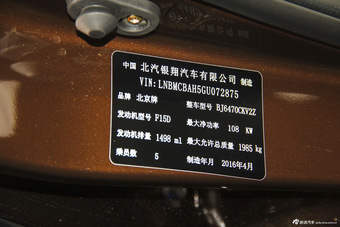 中国 北汽银翔汽车有限公司 制造
VIN:LNBMCBAH5GU072875
品牌 北京牌 整车型号 BJ6470CKV2Z
发动机型号 F15D 最大净功率 108 KW
发动机排量 1498 ml 最大允许总质量 1985 kg
乘员数 5 制造年月 2016年4月